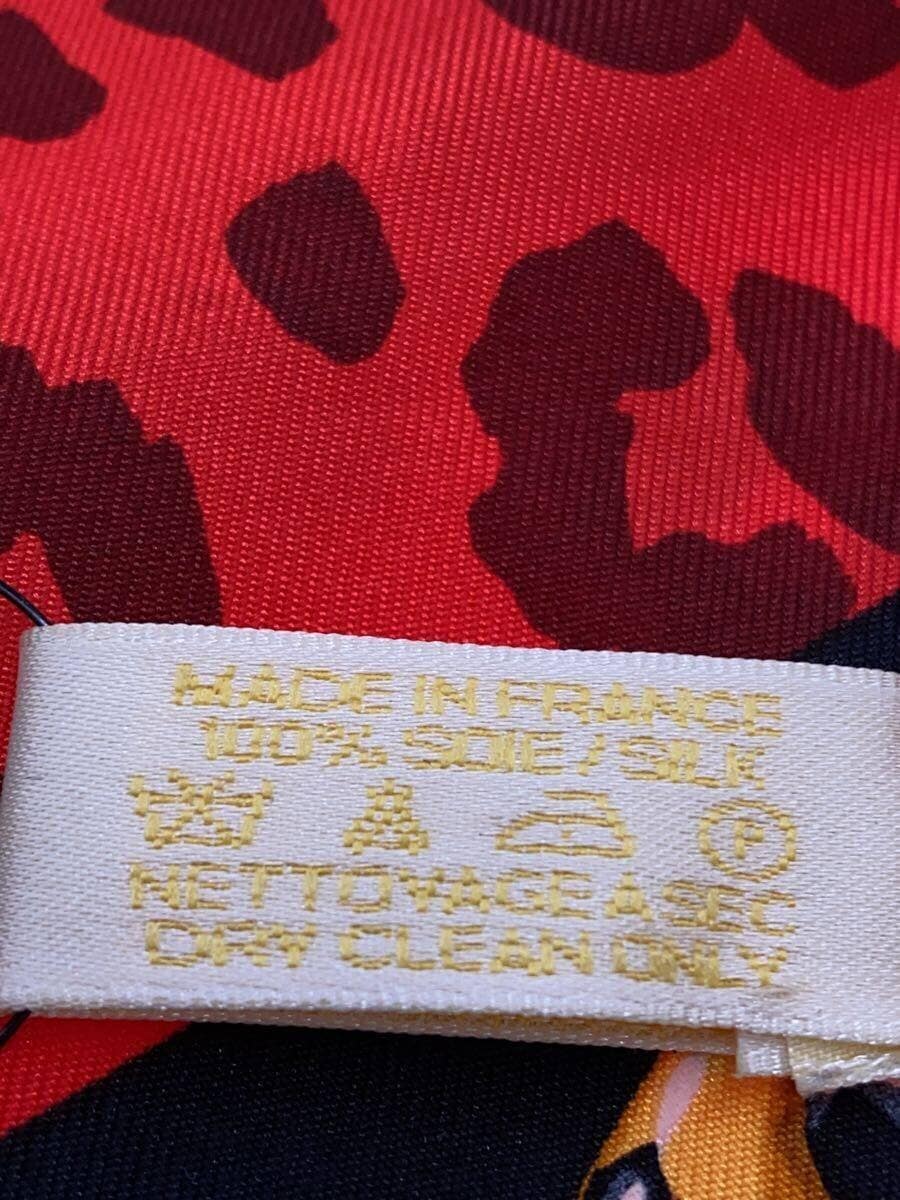 MADE IN FRANCE
100% SOIE / SILK
P
NETTOYAGE A SEC
DRY CLEAN ONLY